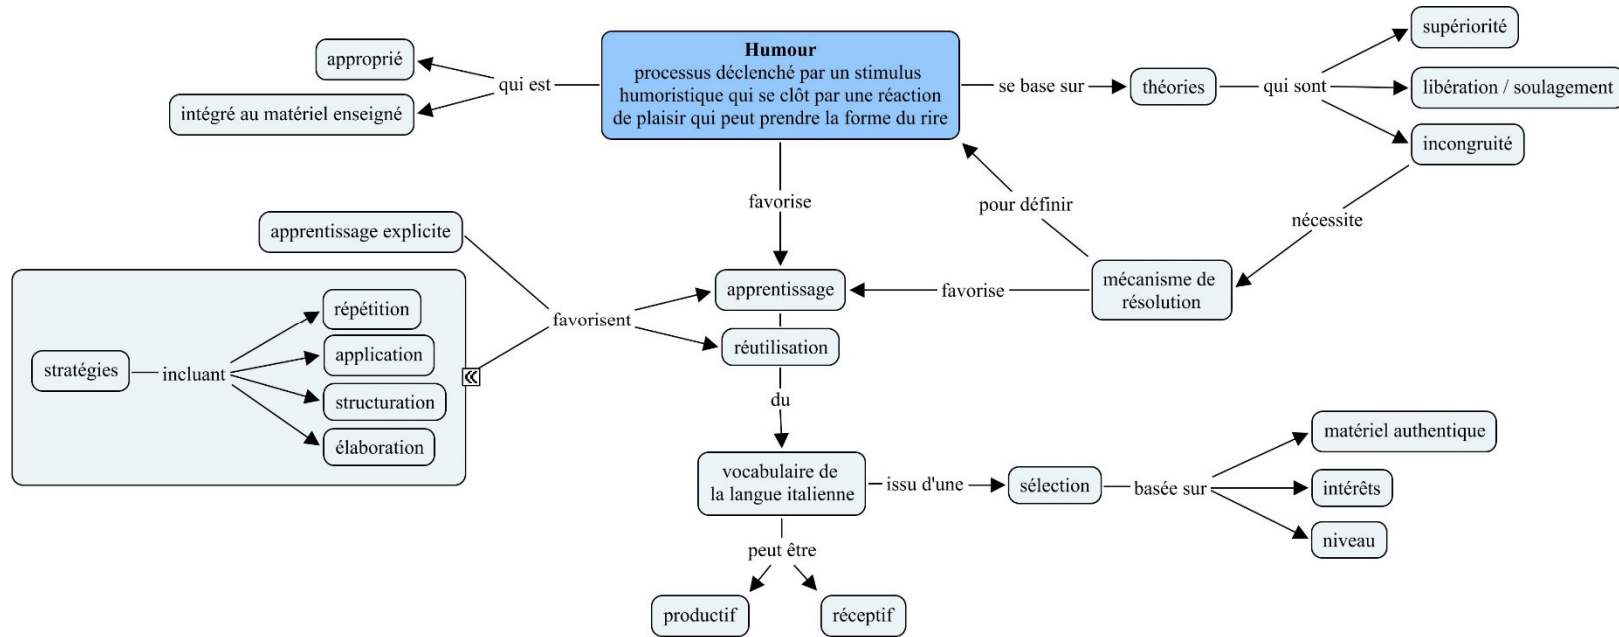 Humour
processus déclenché par un stimulus
humoristique qui se clôt par une réaction
de plaisir qui peut prendre la forme du rire
qui est
approprié
intégré au matériel enseigné
se base sur
théories
qui sont
supériorité
libération / soulagement
incongruité
nécessite
mécanisme de
résolution
pour définir
favorise
favorise
apprentissage explicite
stratégies
incluant
répétition
application
structuration
élaboration
favorisent
apprentissage
réutilisation
du
vocabulaire de
la langue italienne
issu d'une
sélection
basée sur
matériel authentique
intérêts
niveau
peut être
productif
réceptif